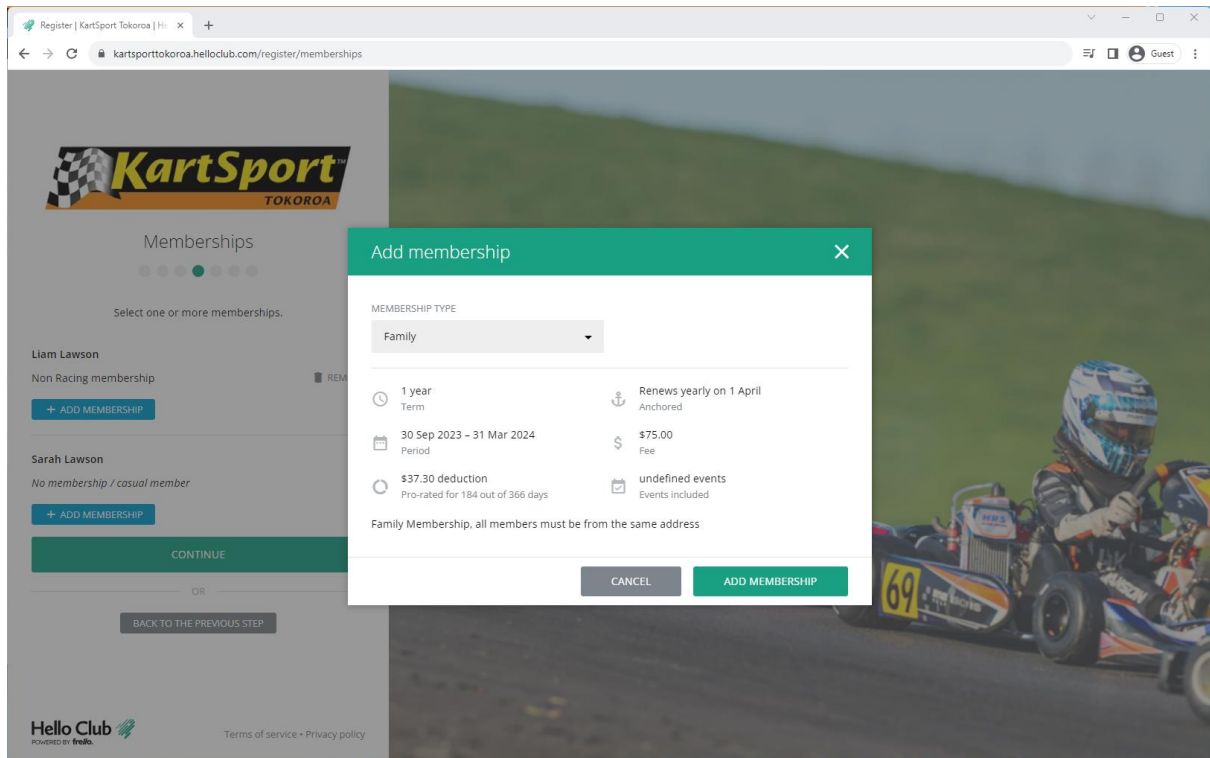 Register | KartSport Tokoroa | He
kartsporttokoroa.helloclub.com/register/memberships
Guest
KartSport™
TOKOROA
Memberships
Select one or more memberships.
Liam Lawson
Non Racing membership
REM
+ ADD MEMBERSHIP
Sarah Lawson
No membership / casual member
+ ADD MEMBERSHIP
CONTINUE
OR
BACK TO THE PREVIOUS STEP
Hello Club
POWERED BY frello.
Terms of service • Privacy policy
Add membership
MEMBERSHIP TYPE
Family
1 year
Term
Renews yearly on 1 April
Anchored
30 Sep 2023 – 31 Mar 2024
Period
$75.00
Fee
$37.30 deduction
Pro-rated for 184 out of 366 days
undefined events
Events included
Family Membership, all members must be from the same address
CANCEL
ADD MEMBERSHIP
69